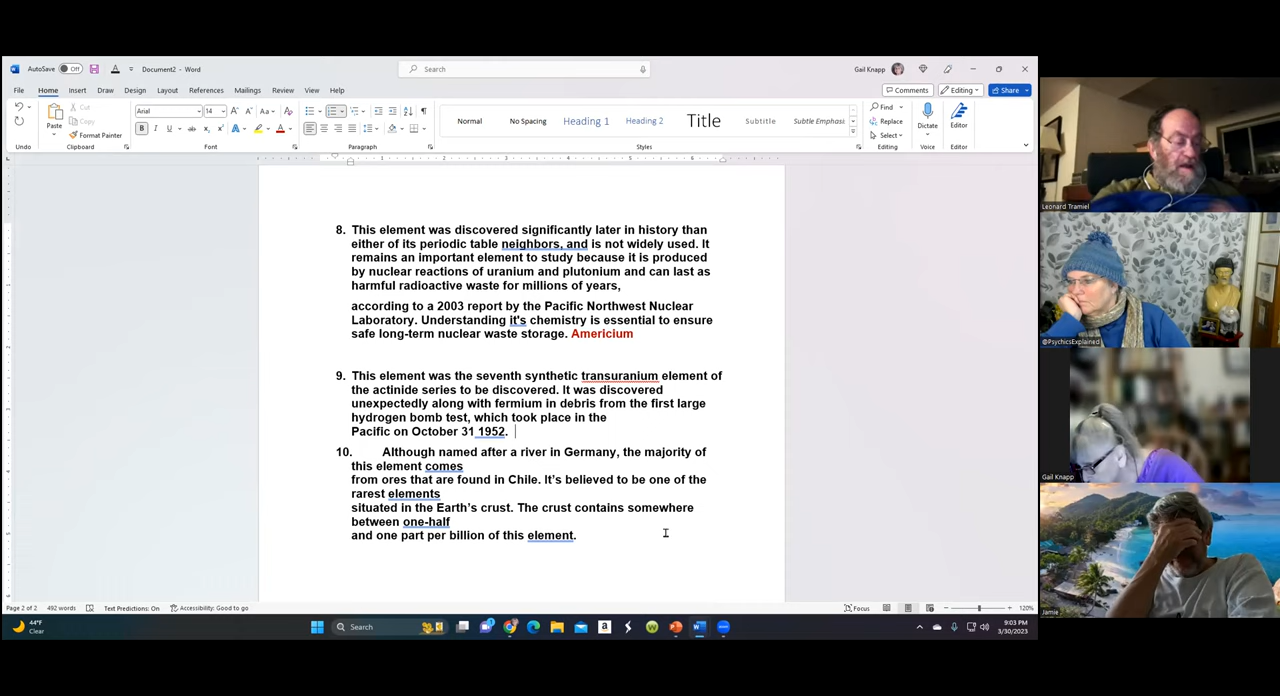 AutoSave Off Document2 - Word Search Gail Knapp
File Home Insert Draw Design Layout References Mailings Review View Help Comments Editing Share
Cut
Copy
Paste Format Painter
Arial 14
Normal No Spacing Heading 1 Heading 2 Title Subtitle Subtle Emphasis
Find
Replace
Select
Dictate Editor
Undo Clipboard Font Paragraph Styles Editing Voice Editor
8. This element was discovered significantly later in history than
either of its periodic table neighbors, and is not widely used. It
remains an important element to study because it is produced
by nuclear reactions of uranium and plutonium and can last as
harmful radioactive waste for millions of years,
according to a 2003 report by the Pacific Northwest Nuclear
Laboratory. Understanding it's chemistry is essential to ensure
safe long-term nuclear waste storage. Americium
9. This element was the seventh synthetic transuranium element of
the actinide series to be discovered. It was discovered
unexpectedly along with fermium in debris from the first large
hydrogen bomb test, which took place in the
Pacific on October 31 1952.
10. Although named after a river in Germany, the majority of
this element comes
from ores that are found in Chile. It's believed to be one of the
rarest elements
situated in the Earth's crust. The crust contains somewhere
between one-half
and one part per billion of this element.
Page 2 of 2 492 words Text Predictions: On Accessibility: Good to go Focus 120%
44°F
Clear
Search
9:03 PM
3/30/2023
Leonard Tramiel
@PsychicsExplained
Gail Knapp
Jamie